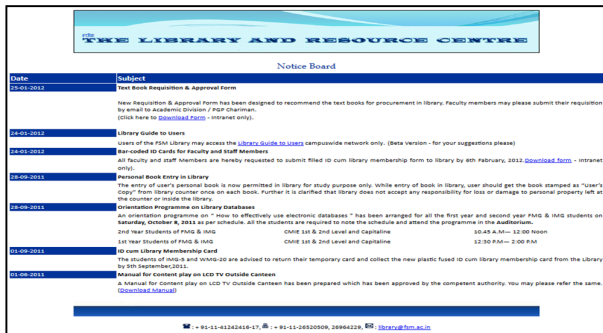 THE LIBRARY AND RESOURCE CENTRE
Notice Board
Date Subject
25-01-2012 Text Book Requisition & Approval Form
New Requisition & Approval Form has been designed to recommend the text books for procurement in library. Faculty members may please submit their requisition
by email to Academic Division / PGP Chariman.
(Click here to Download Form - Intranet only).
24-01-2012 Library Guide to Users
Users of the FSM Library may access the Library Guide to Users campuswide network only. (Beta Version - for your suggestions please)
24-01-2012 Bar-coded ID Cards for Faculty and Staff Members
All faculty and staff Members are hereby requested to submit filled ID cum library membership form to library by 6th February, 2012.Download form - Intranet
only).
28-09-2011 Personal Book Entry in Library
The entry of user's personal book is now permitted in library for study purpose only. While entry of book in library, user should get the book stamped as "User's
Copy" from library counter once on each book. Further it is clarified that library does not accept any responsibility for loss or damage to personal property left at
the counter or inside the library.
28-09-2011 Orientation Programme on Library Databases
An orientation programme on " How to effectively use electronic databases " has been arranged for all the first year and second year FMG & IMG students on
Saturday, October 8, 2011 as per schedule. All the students are required to note the schedule and attend the programme in the Auditorium.
2nd Year Students of FMG & IMG CMIE 1st & 2nd Level and Capitaline 10.45 A.M— 12:00 Noon
1st Year Students of FMG & IMG CMIE 1st & 2nd Level and Capitaline 12:30 P.M— 2:00 P.M
01-09-2011 ID cum Library Membership Card
The students of IMG-5 and WMG-20 are advised to return their temporary card and collect the new plastic fused ID cum library membership card from the Library
by 5th September,2011.
01-06-2011 Manual for Content play on LCD TV Outside Canteen
A Manual for Content play on LCD TV Outside Canteen has been prepared which has been approved by the competent authority. You may please refer the same.
(Download Manual)
: + 91-11-41242416-17, : + 91-11-26520509, 26964229, : library@fsm.ac.in